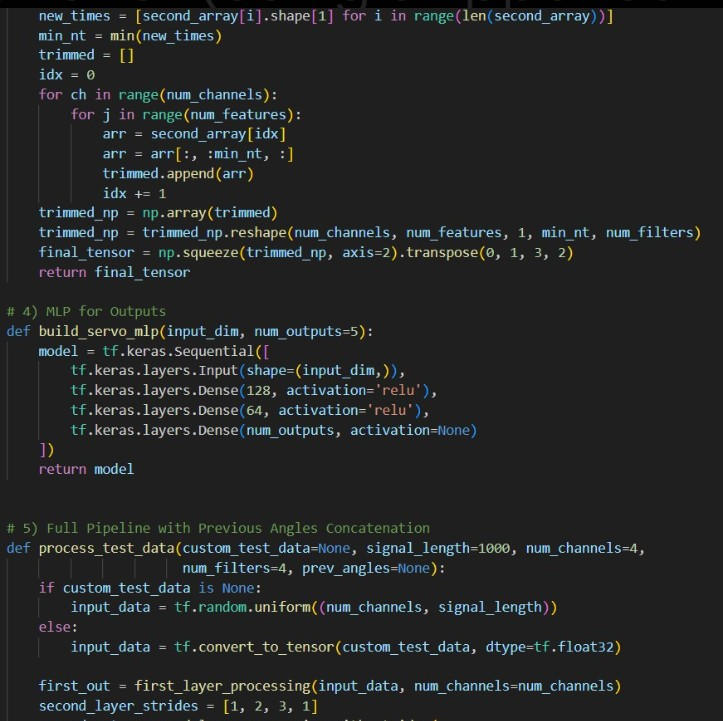 new_times = [second_array[i].shape[1] for i in range(len(second_array))]
min_nt = min(new_times)
trimmed = []
idx = 0
for ch in range(num_channels):
for j in range(num_features):
arr = second_array[idx]
arr = arr[:, :min_nt, :]
trimmed.append(arr)
idx += 1
trimmed_np = np.array(trimmed)
trimmed_np = trimmed_np.reshape(num_channels, num_features, 1, min_nt, num_filters)
final_tensor = np.squeeze(trimmed_np, axis=2).transpose(0, 1, 3, 2)
return final_tensor
# 4) MLP for Outputs
def build_servo_mlp(input_dim, num_outputs=5):
model = tf.keras.Sequential([
tf.keras.layers.Input(shape=(input_dim,)),
tf.keras.layers.Dense(128, activation='relu'),
tf.keras.layers.Dense(64, activation='relu'),
tf.keras.layers.Dense(num_outputs, activation=None)
])
return model
# 5) Full Pipeline with Previous Angles Concatenation
def process_test_data(custom_test_data=None, signal_length=1000, num_channels=4,
num_filters=4, prev_angles=None):
if custom_test_data is None:
input_data = tf.random.uniform((num_channels, signal_length))
else:
input_data = tf.convert_to_tensor(custom_test_data, dtype=tf.float32)
first_out = first_layer_processing(input_data, num_channels=num_channels)
second_layer_strides = [1, 2, 3, 1]